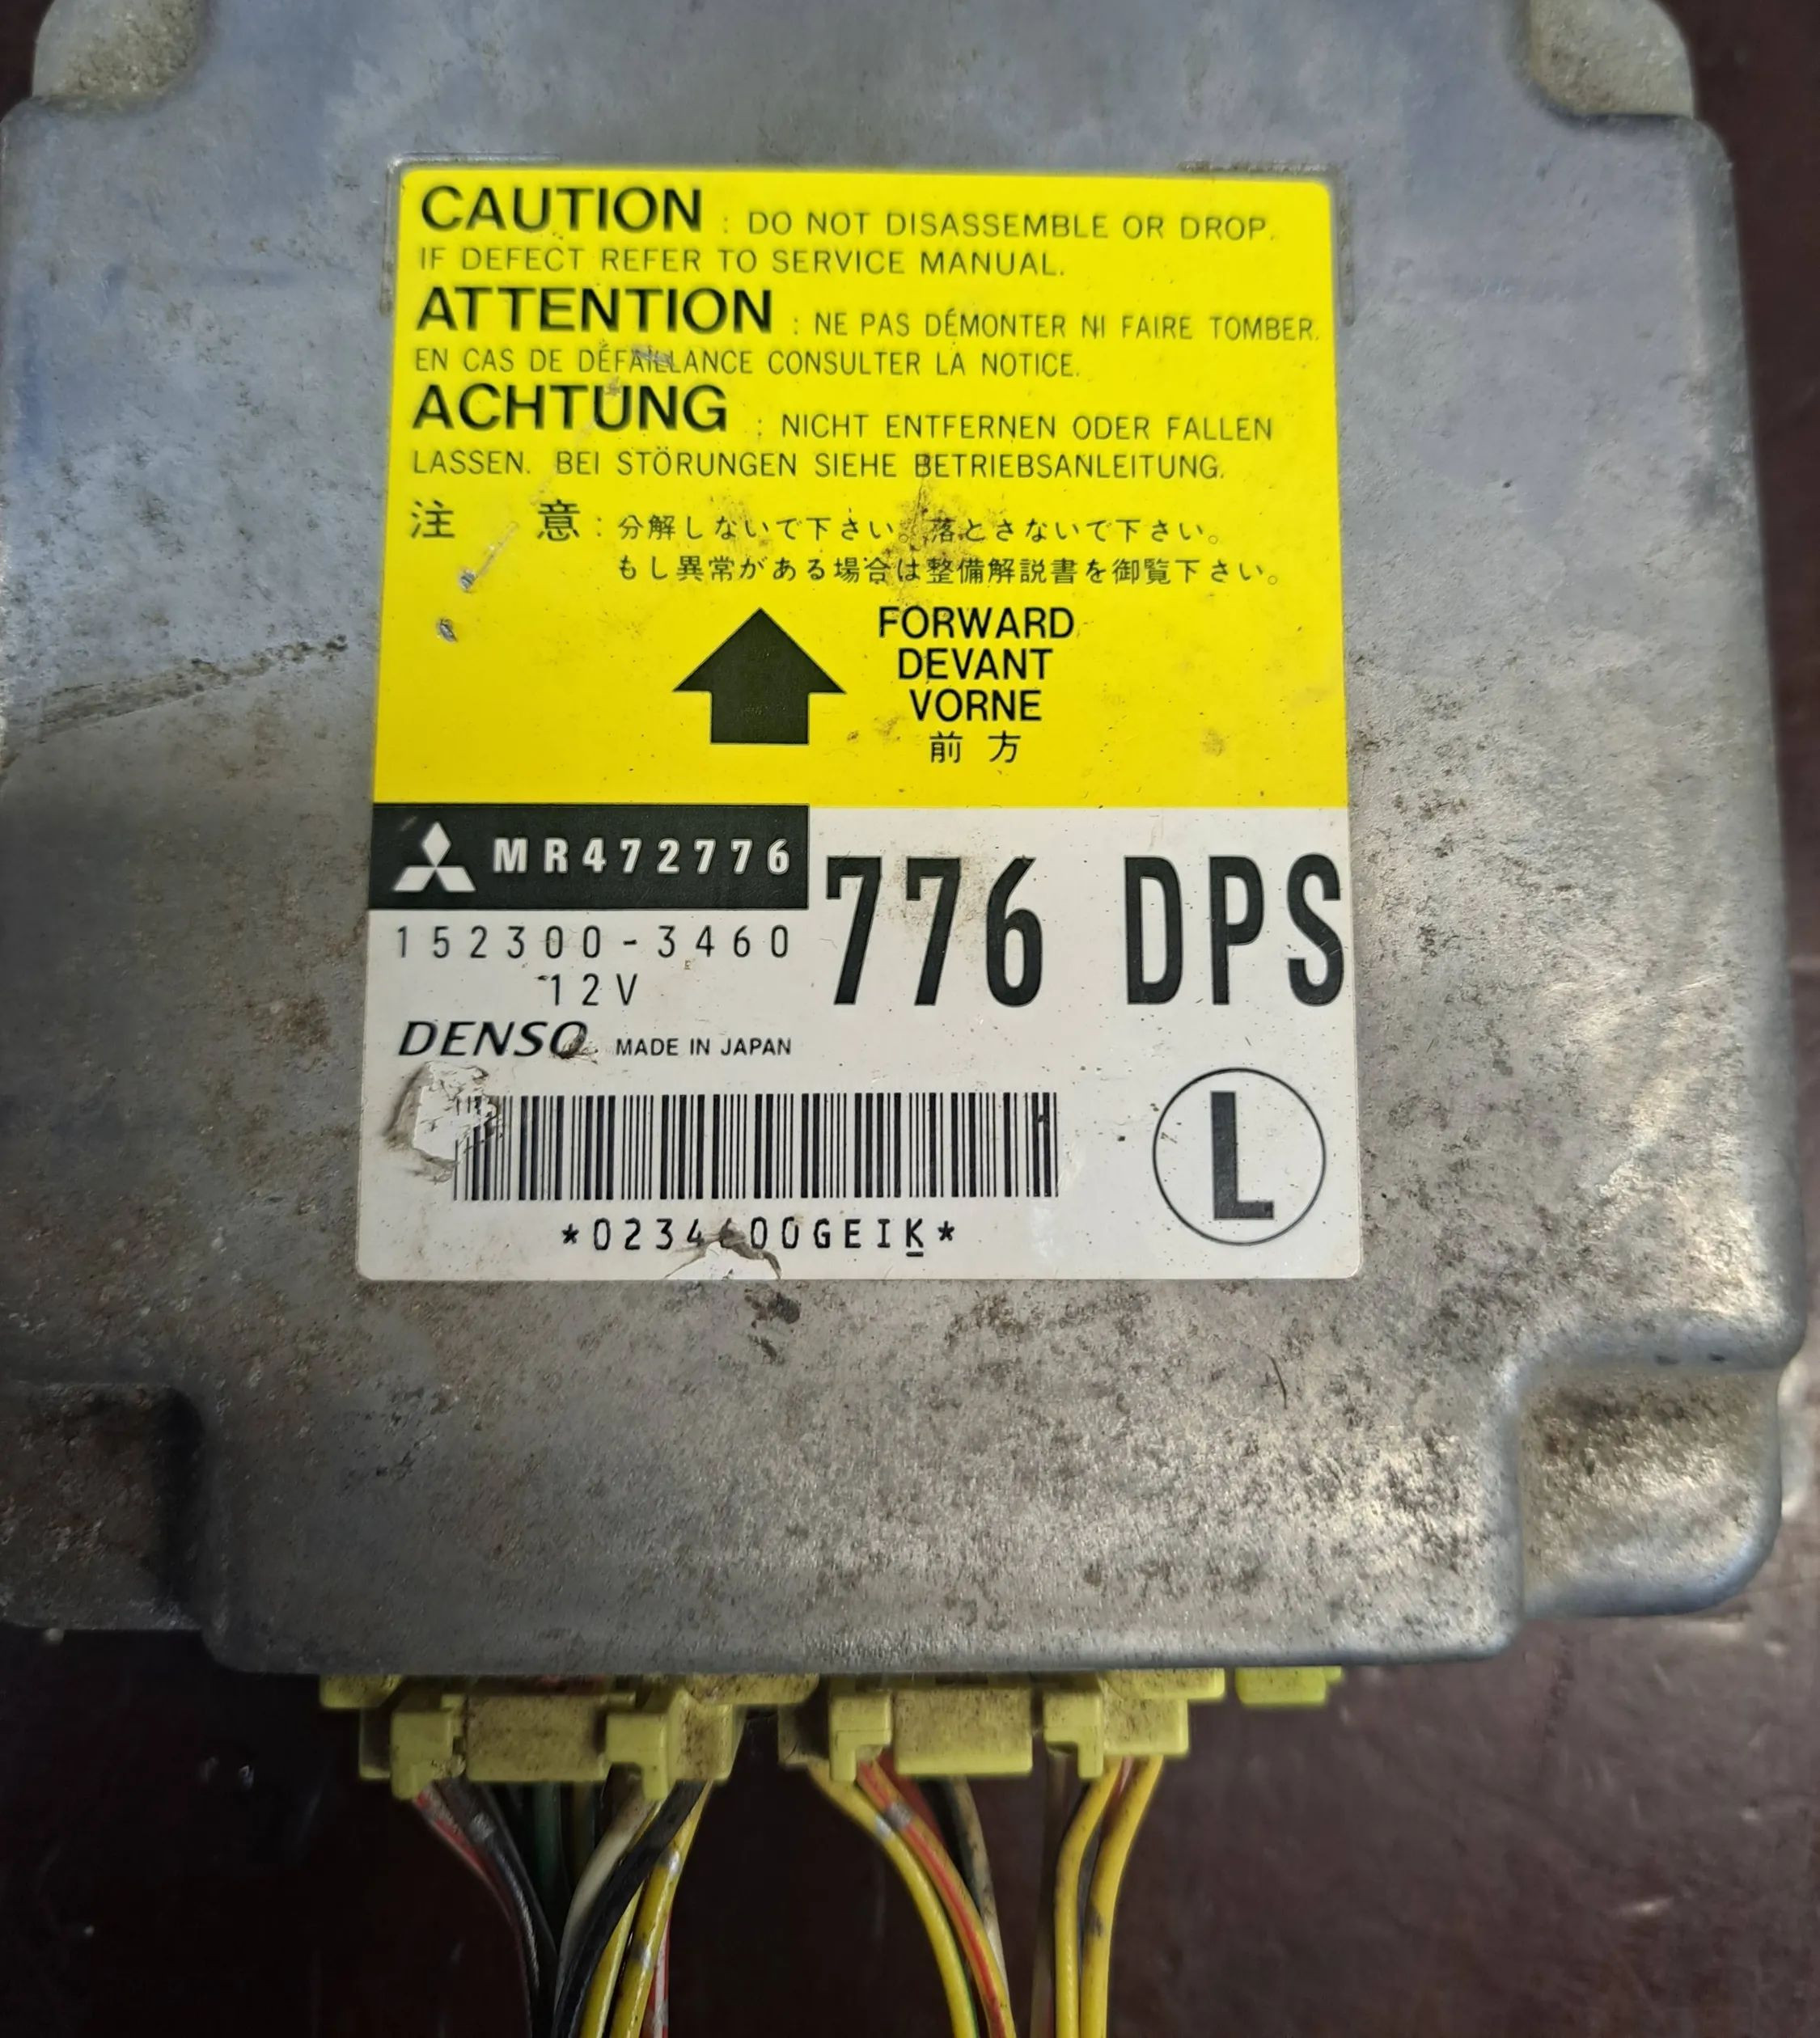 CAUTION : DO NOT DISASSEMBLE OR DROP.
IF DEFECT REFER TO SERVICE MANUAL.
ATTENTION : NE PAS DÉMONTER NI FAIRE TOMBER.
EN CAS DE DÉFAILLANCE CONSULTER LA NOTICE.
ACHTUNG : NICHT ENTFERNEN ODER FALLEN
LASSEN. BEI STÖRUNGEN SIEHE BETRIEBSANLEITUNG.
注 意 : 分解しないで下さい。落とさないで下さい。
もし異常がある場合は整備解説書を御覧下さい。
FORWARD
DEVANT
VORNE
前方
MR472776
776 DPS
152300-3460
12V
DENSO MADE IN JAPAN
L